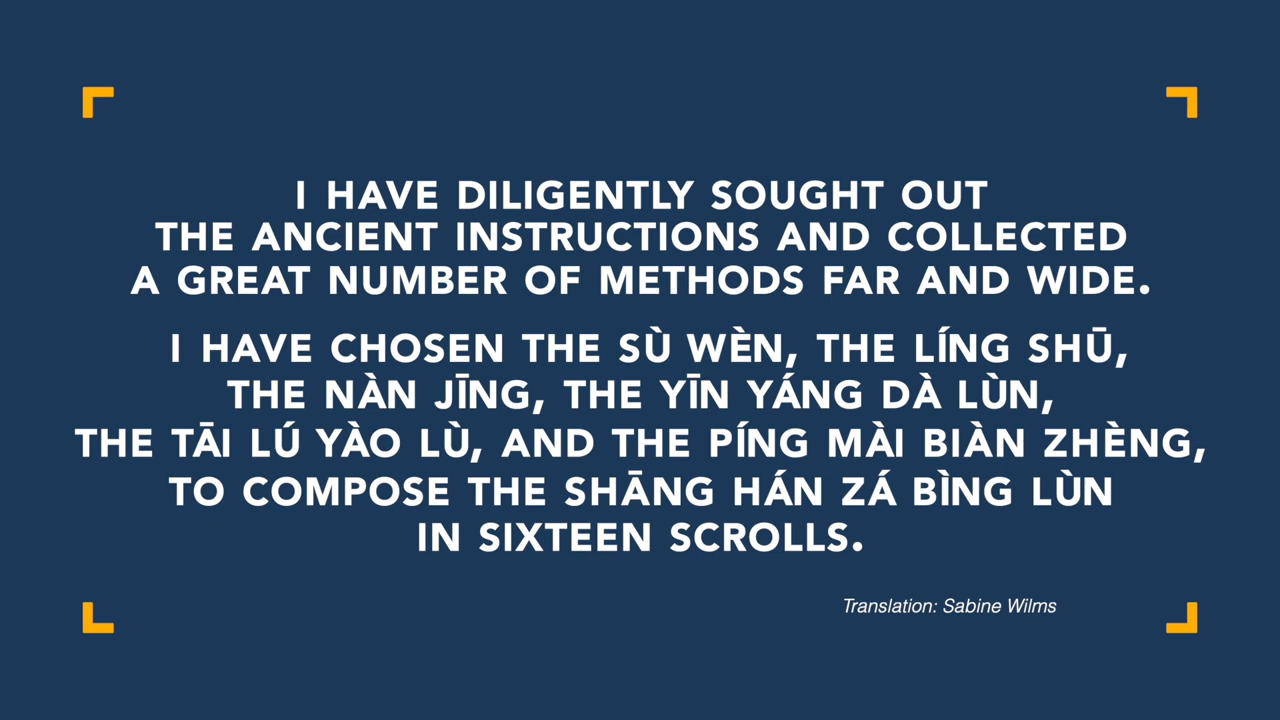 I HAVE DILIGENTLY SOUGHT OUT
THE ANCIENT INSTRUCTIONS AND COLLECTED
A GREAT NUMBER OF METHODS FAR AND WIDE.
I HAVE CHOSEN THE SÙ WÈN, THE LÍNG SHŪ,
THE NÀN JĪNG, THE YĪN YÁNG DÀ LÙN,
THE TĀI LÚ YÀO LÙ, AND THE PÍNG MÀI BIÀN ZHÈNG,
TO COMPOSE THE SHĀNG HÁN ZÁ BÌNG LÙN
IN SIXTEEN SCROLLS.
Translation: Sabine Wilms